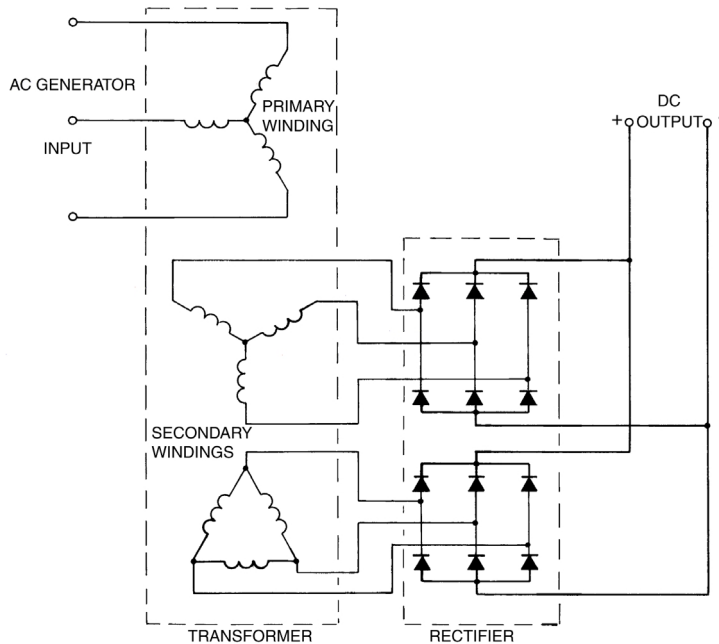 AC GENERATOR
INPUT
PRIMARY
WINDING
DC
+ OUTPUT
SECONDARY
WINDINGS
TRANSFORMER
RECTIFIER